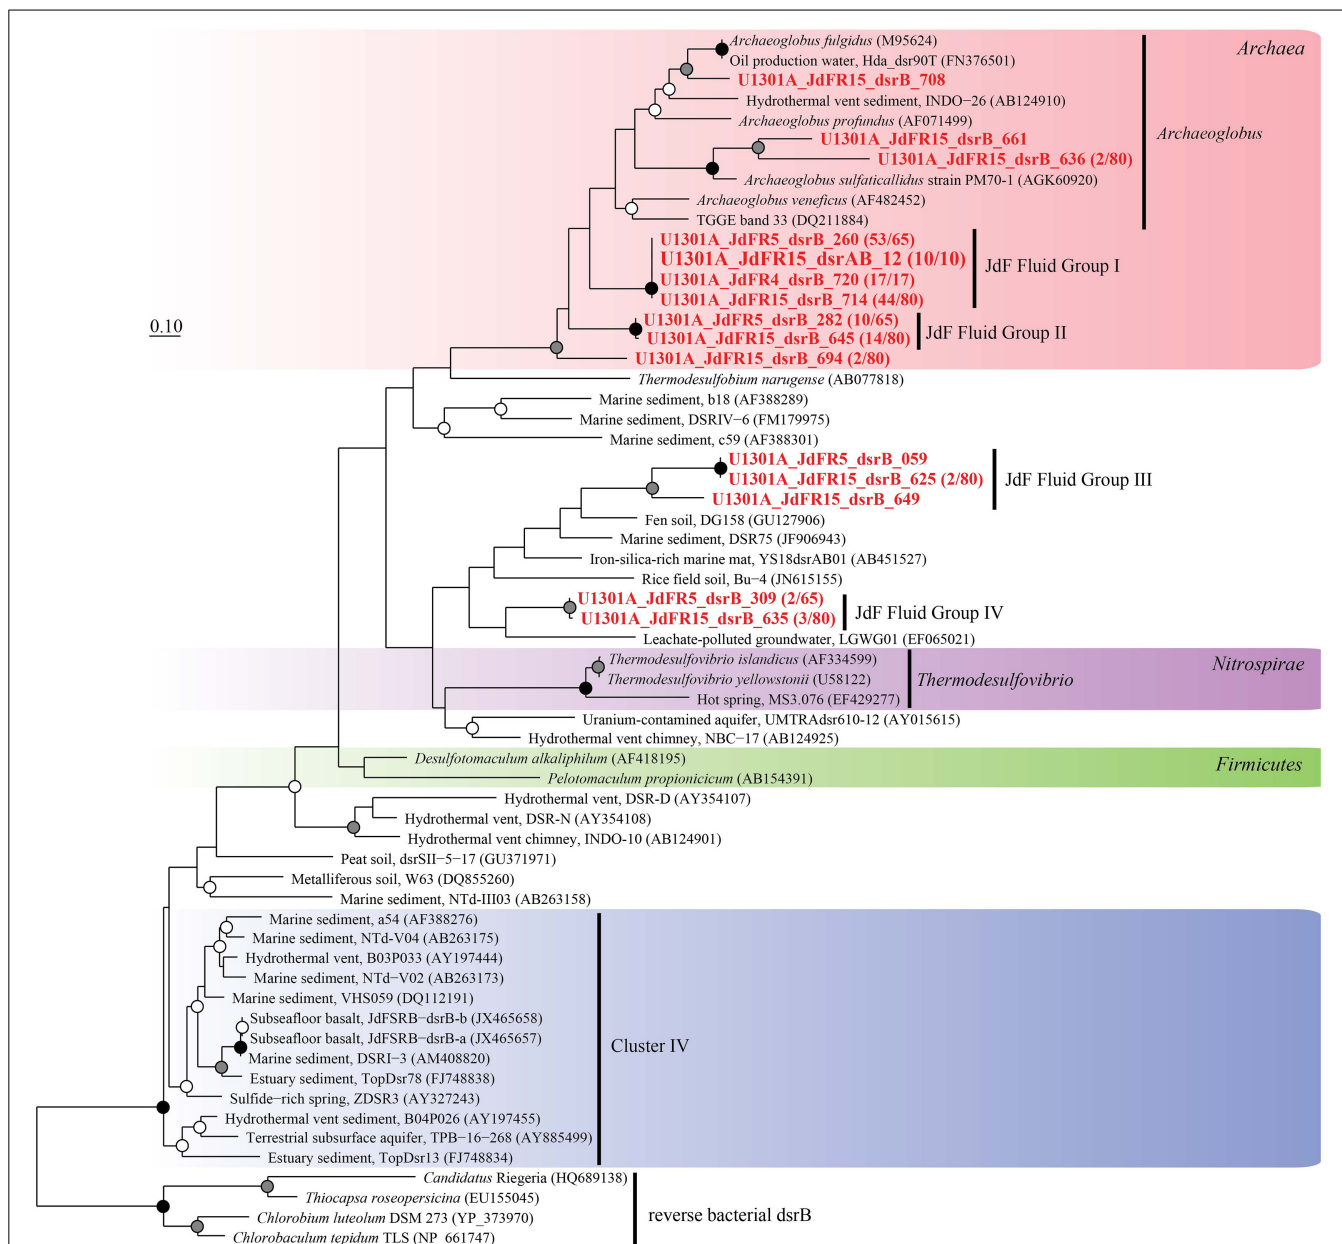 Archaeoglobus fulgidus (M95624)
Archaea
Oil production water, Hda_dsr90T (FN376501)
U1301A_JdFR15_dsrB_708
Hydrothermal vent sediment, INDO−26 (AB124910)
Archaeoglobus profundus (AF071499)
Archaeoglobus
U1301A_JdFR15_dsrB_661
U1301A_JdFR15_dsrB_636 (2/80)
Archaeoglobus sulfaticallidus strain PM70-1 (AGK60920)
Archaeoglobus veneficus (AF482452)
TGGE band 33 (DQ211884)
U1301A_JdFR5_dsrB_260 (53/65)
U1301A_JdFR15_dsrAB_12 (10/10)
JdF Fluid Group I
U1301A_JdFR4_dsrB_720 (17/17)
U1301A_JdFR15_dsrB_714 (44/80)
U1301A_JdFR5_dsrB_282 (10/65)
0.10
JdF Fluid Group II
U1301A_JdFR15_dsrB_645 (14/80)
U1301A_JdFR15_dsrB_694 (2/80)
Thermodesulfobium narugense (AB077818)
Marine sediment, b18 (AF388289)
Marine sediment, DSRIV−6 (FM179975)
Marine sediment, c59 (AF388301)
U1301A_JdFR5_dsrB_059
U1301A_JdFR15_dsrB_625 (2/80)
JdF Fluid Group III
U1301A_JdFR15_dsrB_649
Fen soil, DG158 (GU127906)
Marine sediment, DSR75 (JF906943)
Iron-silica-rich marine mat, YS18dsrAB01 (AB451527)
Rice field soil, Bu−4 (JN615155)
U1301A_JdFR5_dsrB_309 (2/65)
JdF Fluid Group IV
U1301A_JdFR15_dsrB_635 (3/80)
Leachate-polluted groundwater, LGWG01 (EF065021)
Thermodesulfovibrio islandicus (AF334599)
Nitrospirae
Thermodesulfovibrio yellowstonii (U58122)
Thermodesulfovibrio
Hot spring, MS3.076 (EF429277)
Uranium-contaminated aquifer, UMTRAdsr610-12 (AY015615)
Hydrothermal vent chimney, NBC−17 (AB124925)
Desulfotomaculum alkaliphilum (AF418195)
Firmicutes
Pelotomaculum propionicicum (AB154391)
Hydrothermal vent, DSR-D (AY354107)
Hydrothermal vent, DSR-N (AY354108)
Hydrothermal vent chimney, INDO-10 (AB124901)
Peat soil, dsrSII−5−17 (GU371971)
Metalliferous soil, W63 (DQ855260)
Marine sediment, NTd-III03 (AB263158)
Marine sediment, a54 (AF388276)
Marine sediment, NTd-V04 (AB263175)
Hydrothermal vent, B03P033 (AY197444)
Marine sediment, NTd−V02 (AB263173)
Marine sediment, VHS059 (DQ112191)
Subseafloor basalt, JdFSRB−dsrB-b (JX465658)
Subseafloor basalt, JdFSRB−dsrB-a (JX465657)
Cluster IV
Marine sediment, DSRI−3 (AM408820)
Estuary sediment, TopDsr78 (FJ748838)
Sulfide−rich spring, ZDSR3 (AY327243)
Hydrothermal vent sediment, B04P026 (AY197455)
Terrestrial subsurface aquifer, TPB−16−268 (AY885499)
Estuary sediment, TopDsr13 (FJ748834)
Candidatus Riegeria (HQ689138)
Thiocapsa roseopersicina (EU155045)
reverse bacterial dsrB
Chlorobium luteolum DSM 273 (YP_373970)
Chlorobaculum tepidum TLS (NP_661747)